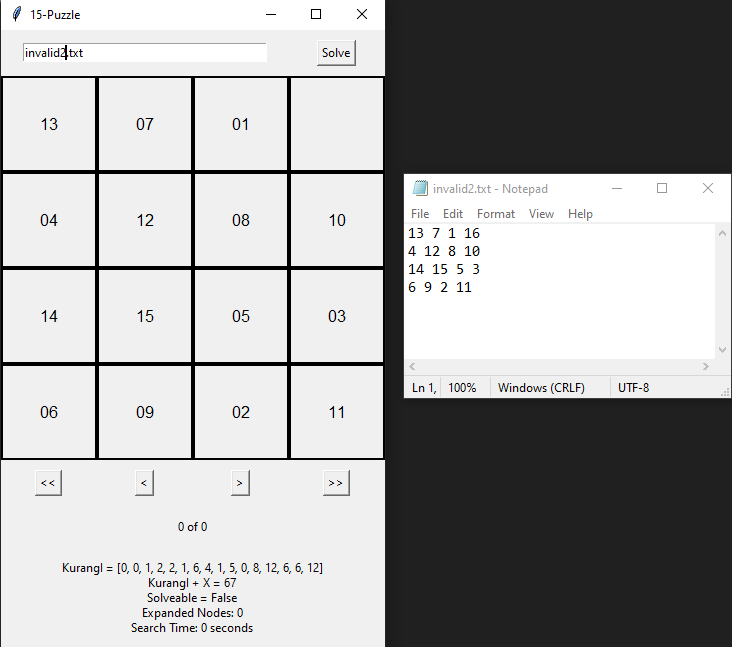 15-Puzzle
invalid2.txt
Solve
13 07 01
04 12 08 10
14 15 05 03
06 09 02 11
<< < > >>
0 of 0
KurangI = [0, 0, 1, 2, 2, 1, 6, 4, 1, 5, 0, 8, 12, 6, 6, 12]
KurangI + X = 67
Solveable = False
Expanded Nodes: 0
Search Time: 0 seconds
invalid2.txt - Notepad
File Edit Format View Help
13 7 1 16
4 12 8 10
14 15 5 3
6 9 2 11
Ln 1, 100% Windows (CRLF) UTF-8